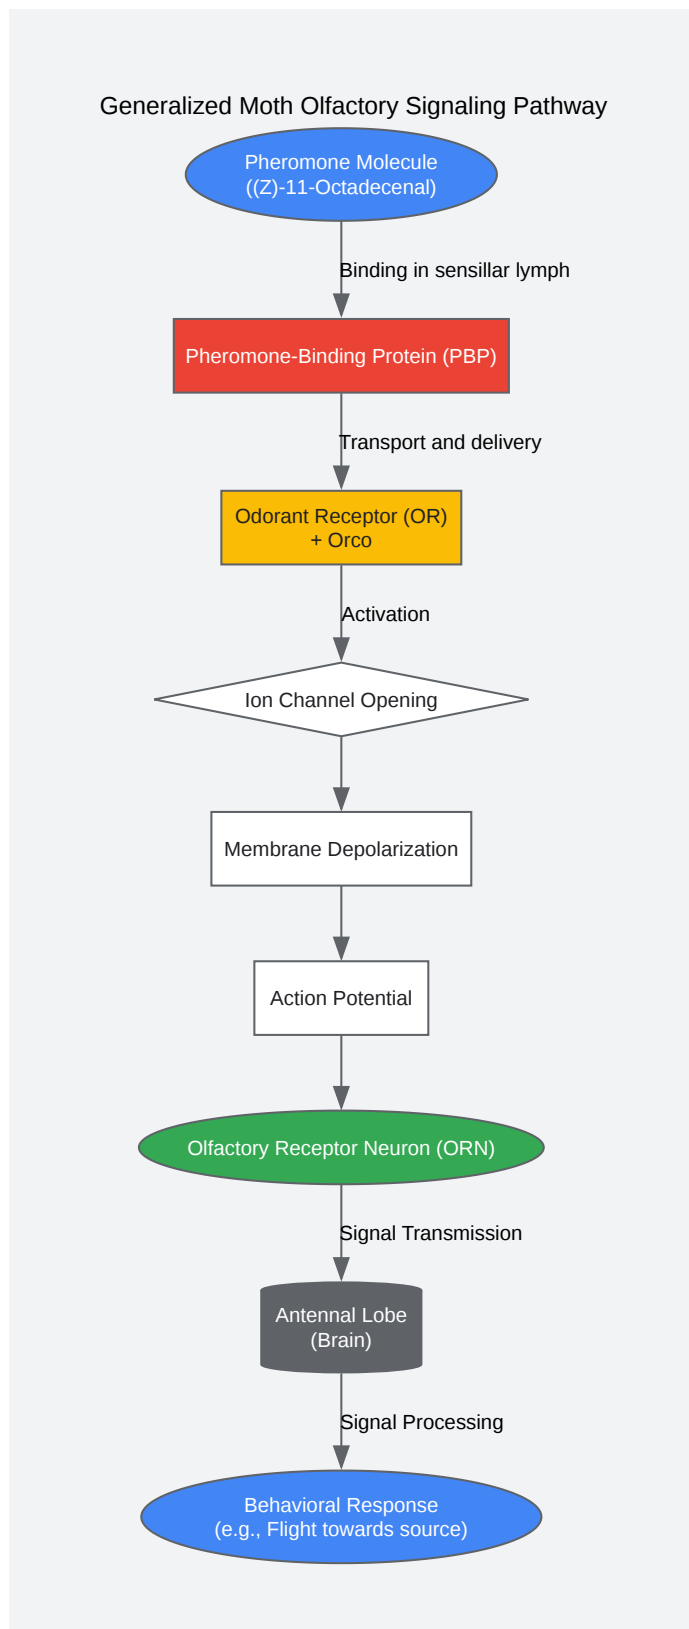 Generalized Moth Olfactory Signaling Pathway
Pheromone Molecule
((Z)-11-Octadecenal)
Binding in sensillar lymph
Pheromone-Binding Protein (PBP)
Transport and delivery
Odorant Receptor (OR)
+ Orco
Activation
Ion Channel Opening
Membrane Depolarization
Action Potential
Olfactory Receptor Neuron (ORN)
Signal Transmission
Antennal Lobe
(Brain)
Signal Processing
Behavioral Response
(e.g., Flight towards source)